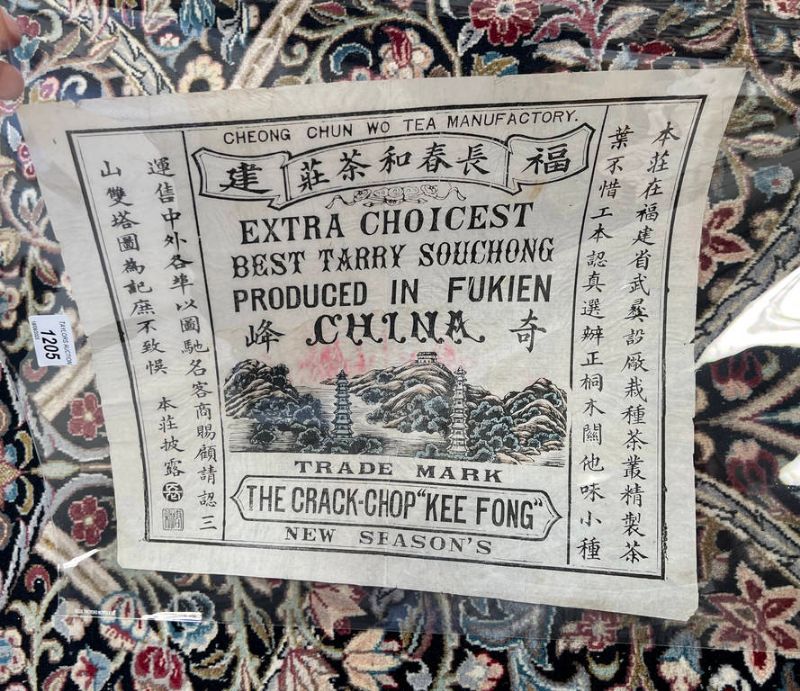 CHEONG CHUN WO TEA MANUFACTORY.
福 長春和茶莊 建
EXTRA CHOICEST
BEST TARRY SOUCHONG
PRODUCED IN FUKIEN
奇 CHINA 峰
TRADE MARK
THE CRACK-CHOP "KEE FONG"
NEW SEASON'S
本莊在福建省武彝設廠栽種茶叢精製茶
葉不惜工本認真選辦正桐木關他味小種
運售中外各埠以圖馳名客商賜顧請認三
山雙塔圖為記庶不致悞 本莊披露
1205